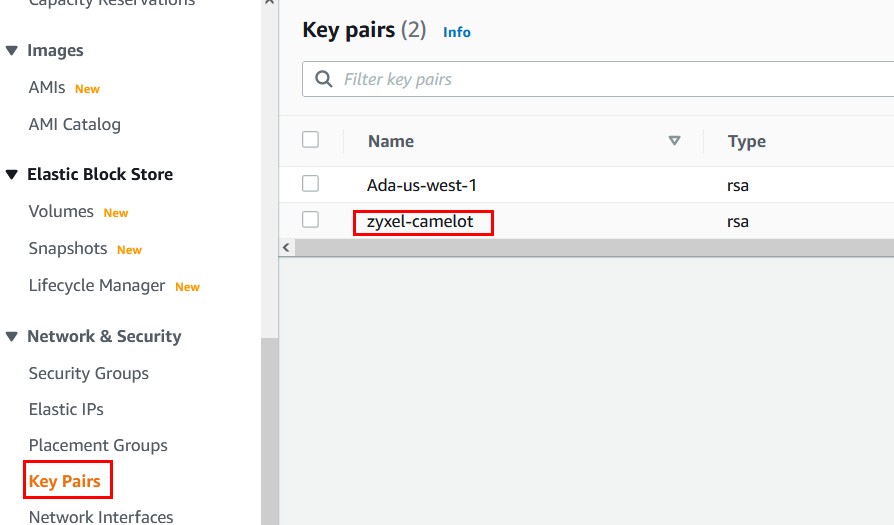 Capacity Reservations
Images
AMIs New
AMI Catalog
Elastic Block Store
Volumes New
Snapshots New
Lifecycle Manager New
Network & Security
Security Groups
Elastic IPs
Placement Groups
Key Pairs
Network Interfaces
Key pairs (2) Info
Filter key pairs
Name Type
Ada-us-west-1 rsa
zyxel-camelot rsa